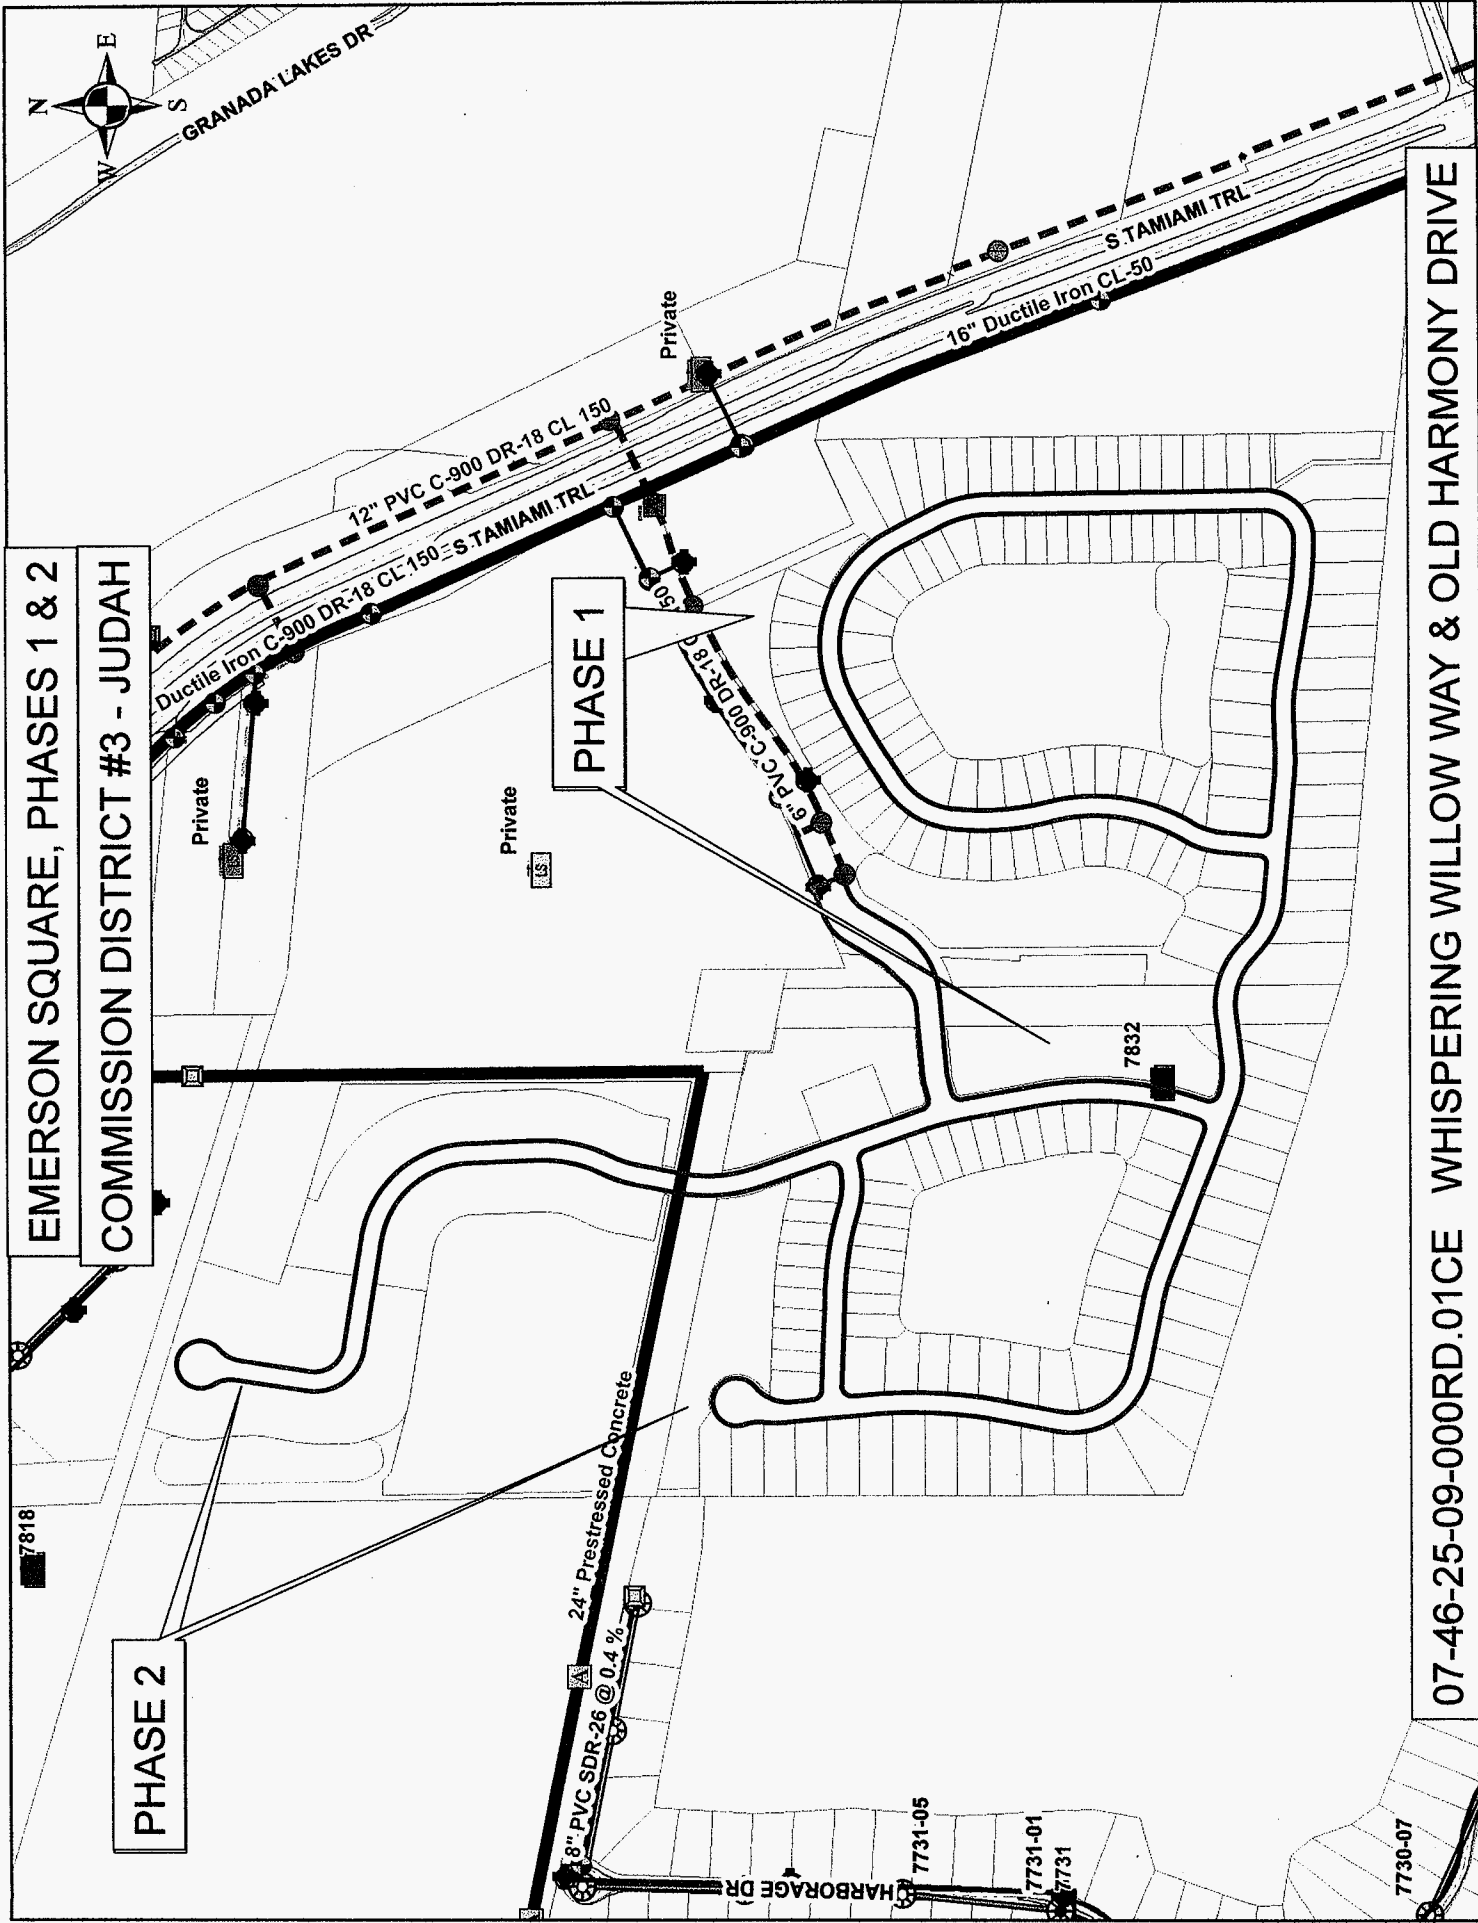 EMERSON SQUARE, PHASES 1 & 2
COMMISSION DISTRICT #3 - JUDAH
N
E
S
W
GRANADA LAKES DR
7818
PHASE 2
Private
Private
LS
Private
Ductile Iron C-900 DR-18 CL 150
S TAMIAMI TRL
12" PVC C-900 DR-18 CL 150
PHASE 1
6" PVC C-900 DR-18 C
50
16" Ductile Iron CL-50
S TAMIAMI TRL
24" Prestressed Concrete
8" PVC SDR-26 @ 0.4 %
7832
HARBORAGE DR
7731-05
7731-01
7731
7730-07
07-46-25-09-000RD.01CE WHISPERING WILLOW WAY & OLD HARMONY DRIVE